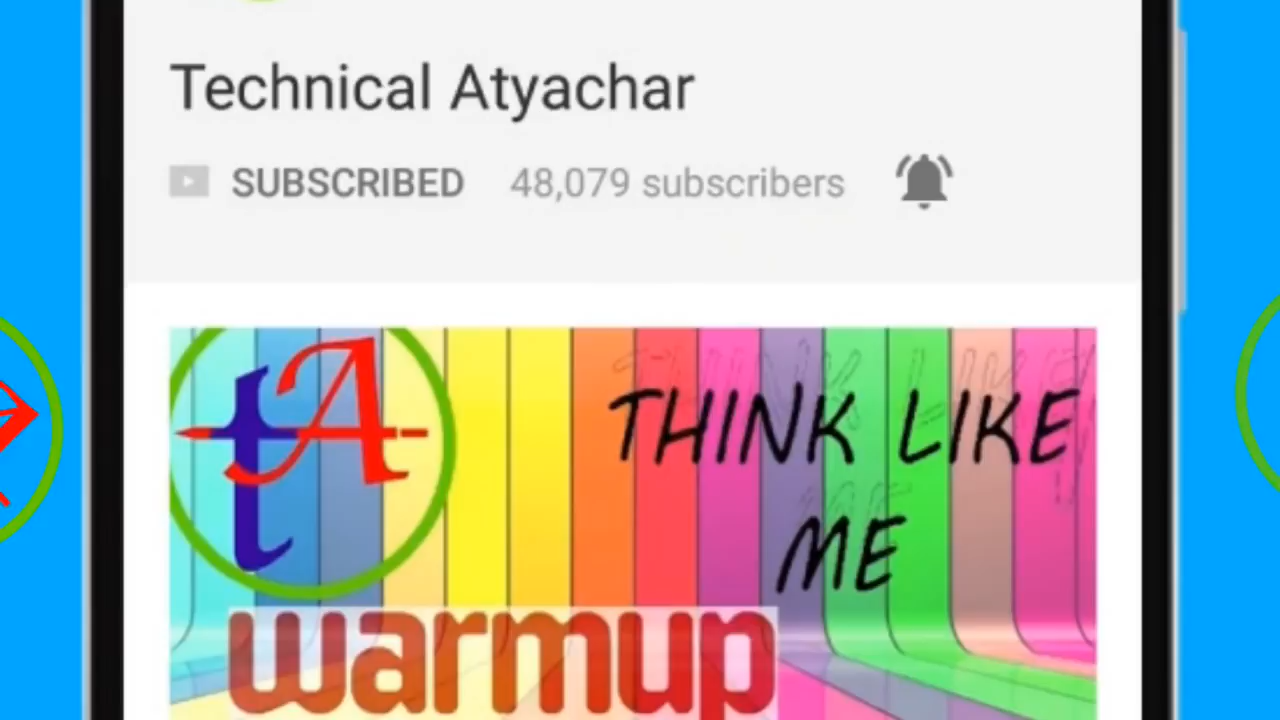 Technical Atyachar
SUBSCRIBED 48,079 subscribers
tA
THINK LIKE
ME
warmup